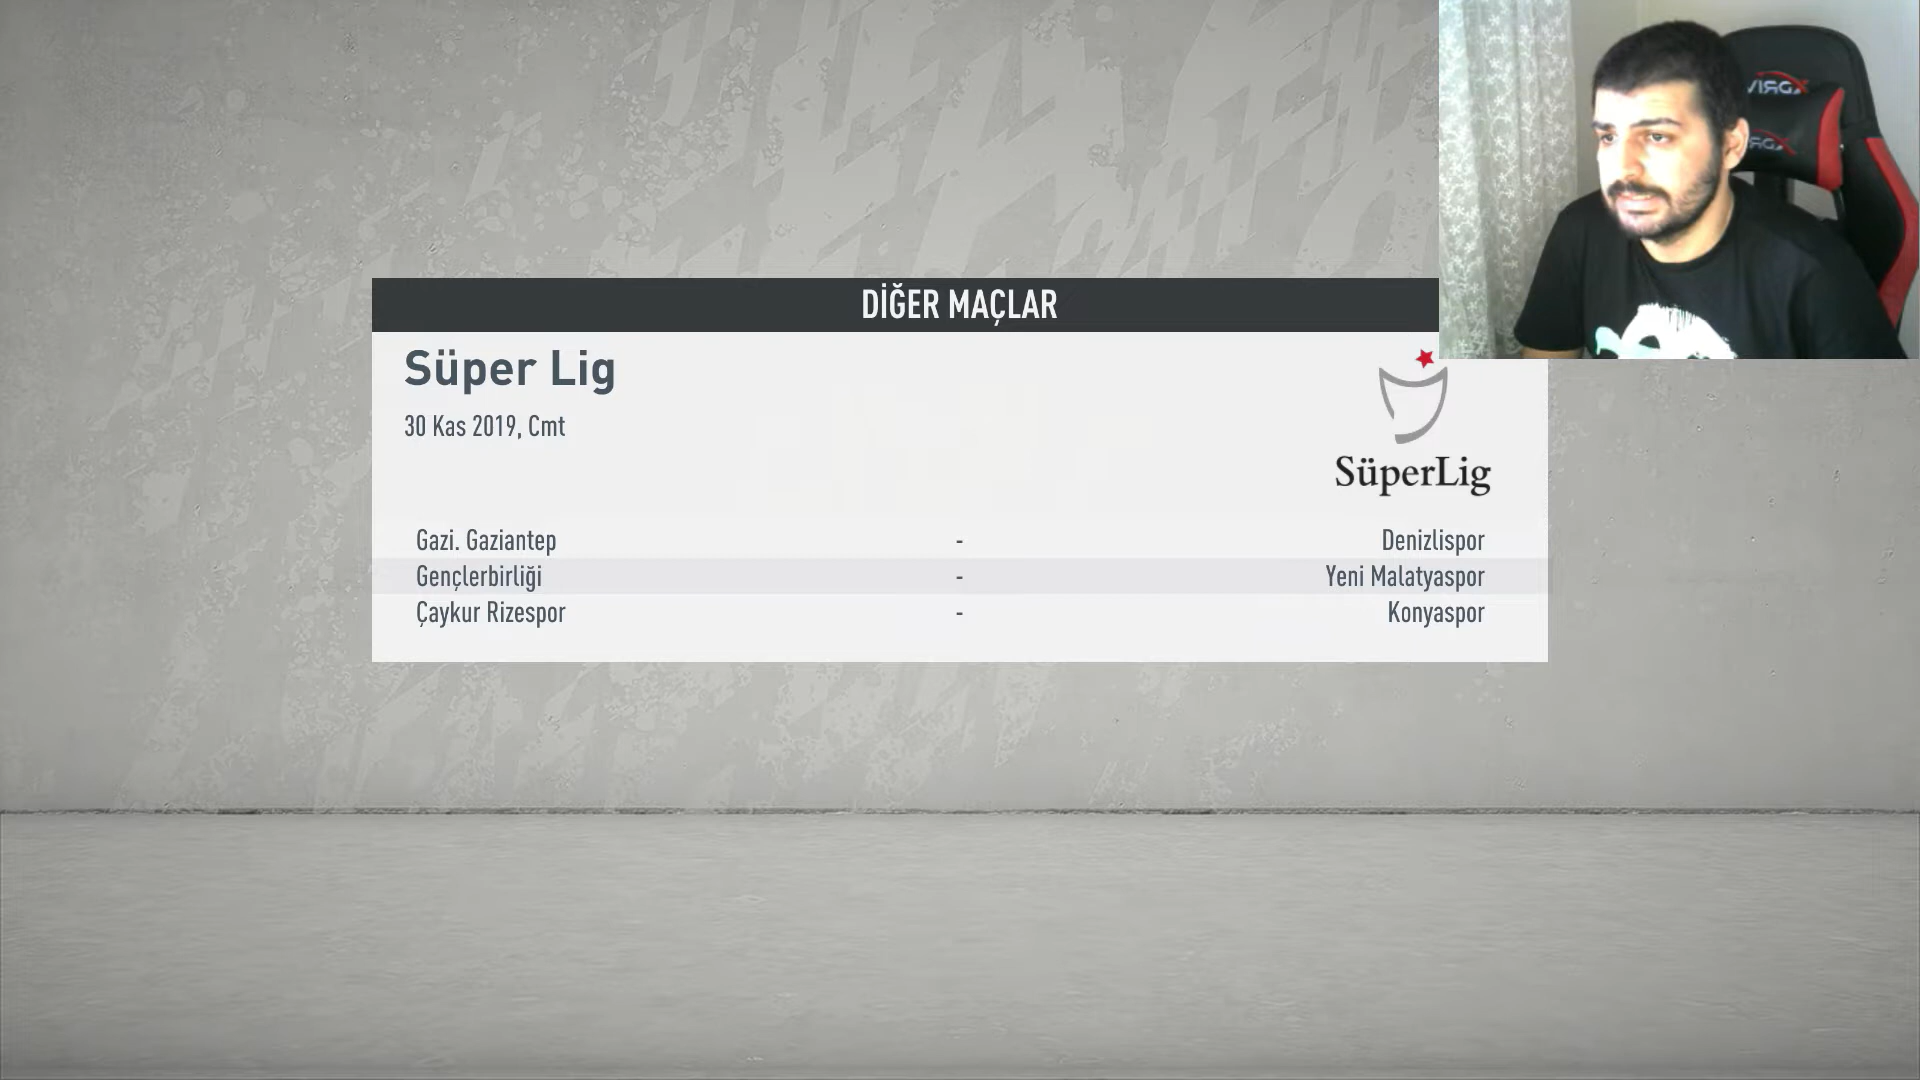 DİĞER MAÇLAR
Süper Lig
30 Kas 2019, Cmt
SüperLig
Gazi. Gaziantep - Denizlispor
Gençlerbirliği - Yeni Malatyaspor
Çaykur Rizespor - Konyaspor